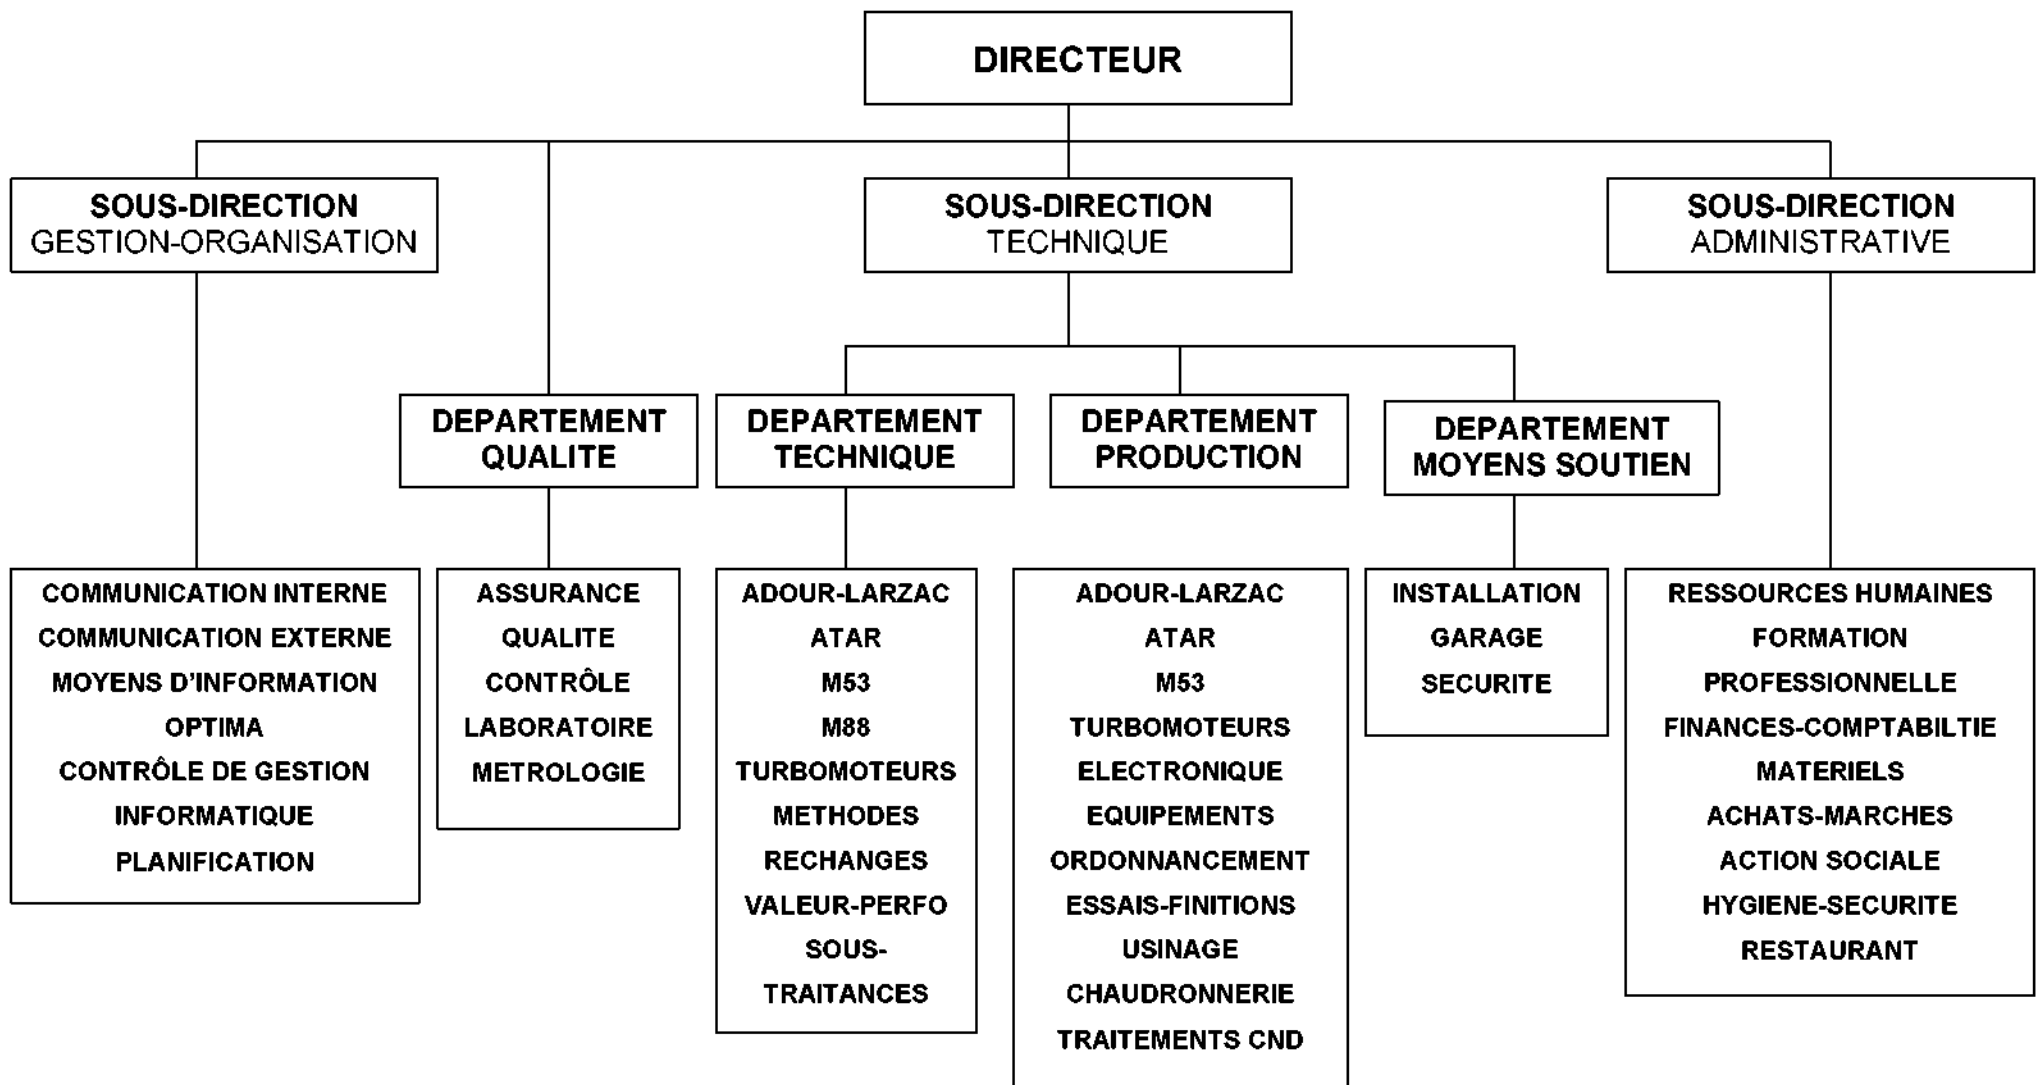 DIRECTEUR
SOUS-DIRECTION
GESTION-ORGANISATION
SOUS-DIRECTION
TECHNIQUE
SOUS-DIRECTION
ADMINISTRATIVE
DEPARTEMENT
QUALITE
DEPARTEMENT
TECHNIQUE
DEPARTEMENT
PRODUCTION
DEPARTEMENT
MOYENS SOUTIEN
COMMUNICATION INTERNE
COMMUNICATION EXTERNE
MOYENS D'INFORMATION
OPTIMA
CONTRÔLE DE GESTION
INFORMATIQUE
PLANIFICATION
ASSURANCE
QUALITE
CONTRÔLE
LABORATOIRE
METROLOGIE
ADOUR-LARZAC
ATAR
M53
M88
TURBOMOTEURS
METHODES
RECHANGES
VALEUR-PERFO
SOUS-
TRAITANCES
ADOUR-LARZAC
ATAR
M53
TURBOMOTEURS
ELECTRONIQUE
EQUIPEMENTS
ORDONNANCEMENT
ESSAIS-FINITIONS
USINAGE
CHAUDRONNERIE
TRAITEMENTS CND
INSTALLATION
GARAGE
SECURITE
RESSOURCES HUMAINES
FORMATION
PROFESSIONNELLE
FINANCES-COMPTABILTIE
MATERIELS
ACHATS-MARCHES
ACTION SOCIALE
HYGIENE-SECURITE
RESTAURANT